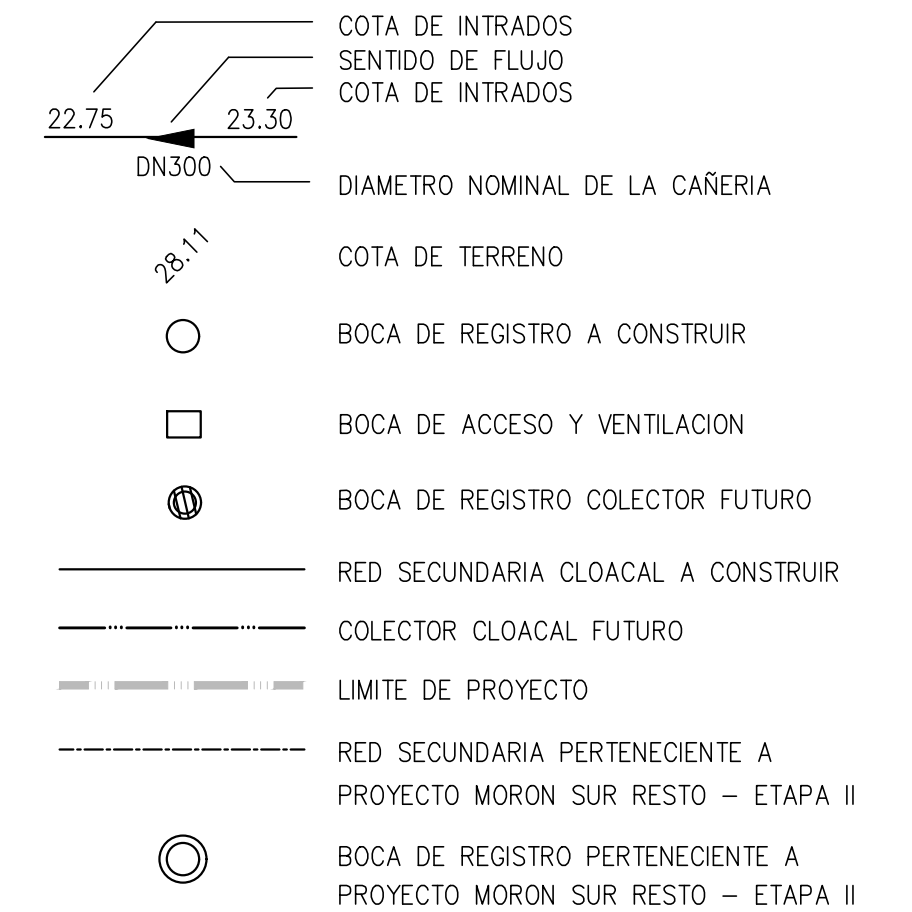 COTA DE INTRADOS
SENTIDO DE FLUJO
COTA DE INTRADOS
22.75
23.30
DN300
DIAMETRO NOMINAL DE LA CAÑERIA
28.11
COTA DE TERRENO
BOCA DE REGISTRO A CONSTRUIR
BOCA DE ACCESO Y VENTILACION
BOCA DE REGISTRO COLECTOR FUTURO
RED SECUNDARIA CLOACAL A CONSTRUIR
COLECTOR CLOACAL FUTURO
LIMITE DE PROYECTO
RED SECUNDARIA PERTENECIENTE A
PROYECTO MORON SUR RESTO – ETAPA II
BOCA DE REGISTRO PERTENECIENTE A
PROYECTO MORON SUR RESTO – ETAPA II